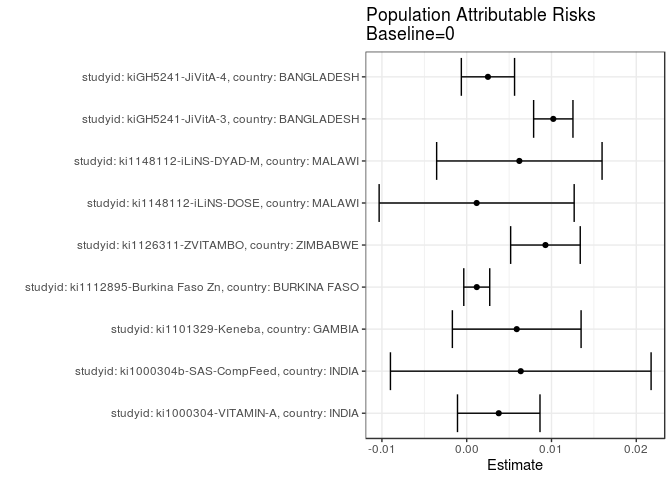 Population Attributable Risks
Baseline=0
studyid: kiGH5241-JiVitA-4, country: BANGLADESH
studyid: kiGH5241-JiVitA-3, country: BANGLADESH
studyid: ki1148112-iLiNS-DYAD-M, country: MALAWI
studyid: ki1148112-iLiNS-DOSE, country: MALAWI
studyid: ki1126311-ZVITAMBO, country: ZIMBABWE
studyid: ki1112895-Burkina Faso Zn, country: BURKINA FASO
studyid: ki1101329-Keneba, country: GAMBIA
studyid: ki1000304b-SAS-CompFeed, country: INDIA
studyid: ki1000304-VITAMIN-A, country: INDIA
-0.01 0.00 0.01 0.02
Estimate